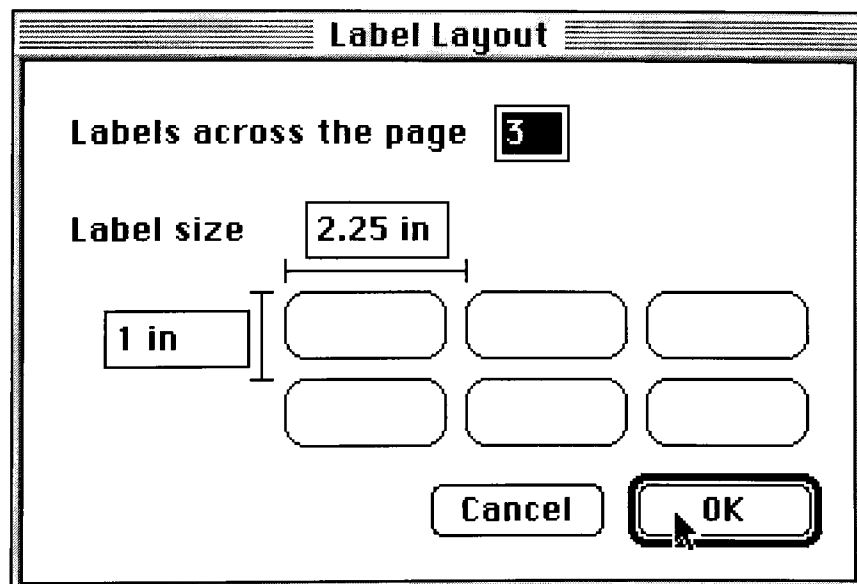 Label Layout
Labels across the page 3
Label size 2.25 in
1 in
Cancel OK